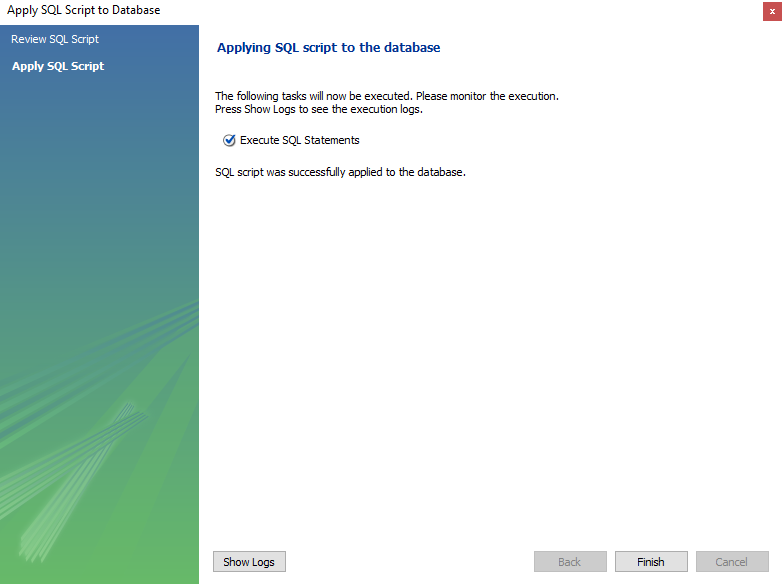 Apply SQL Script to Database
x
Review SQL Script
Apply SQL Script
Applying SQL script to the database
The following tasks will now be executed. Please monitor the execution.
Press Show Logs to see the execution logs.
Execute SQL Statements
SQL script was successfully applied to the database.
Show Logs
Back
Finish
Cancel